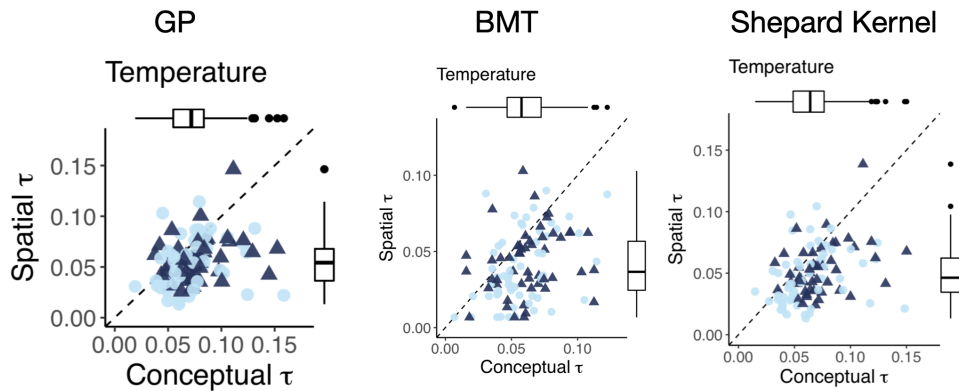 GP
Temperature
Spatial τ
0.15
0.10
0.05
0.00
0.00 0.05 0.10 0.15
Conceptual τ
BMT
Temperature
Spatial τ
0.10
0.05
0.00
0.00 0.05 0.10
Conceptual τ
Shepard Kernel
Temperature
Spatial τ
0.15
0.10
0.05
0.00
0.00 0.05 0.10 0.15
Conceptual τ